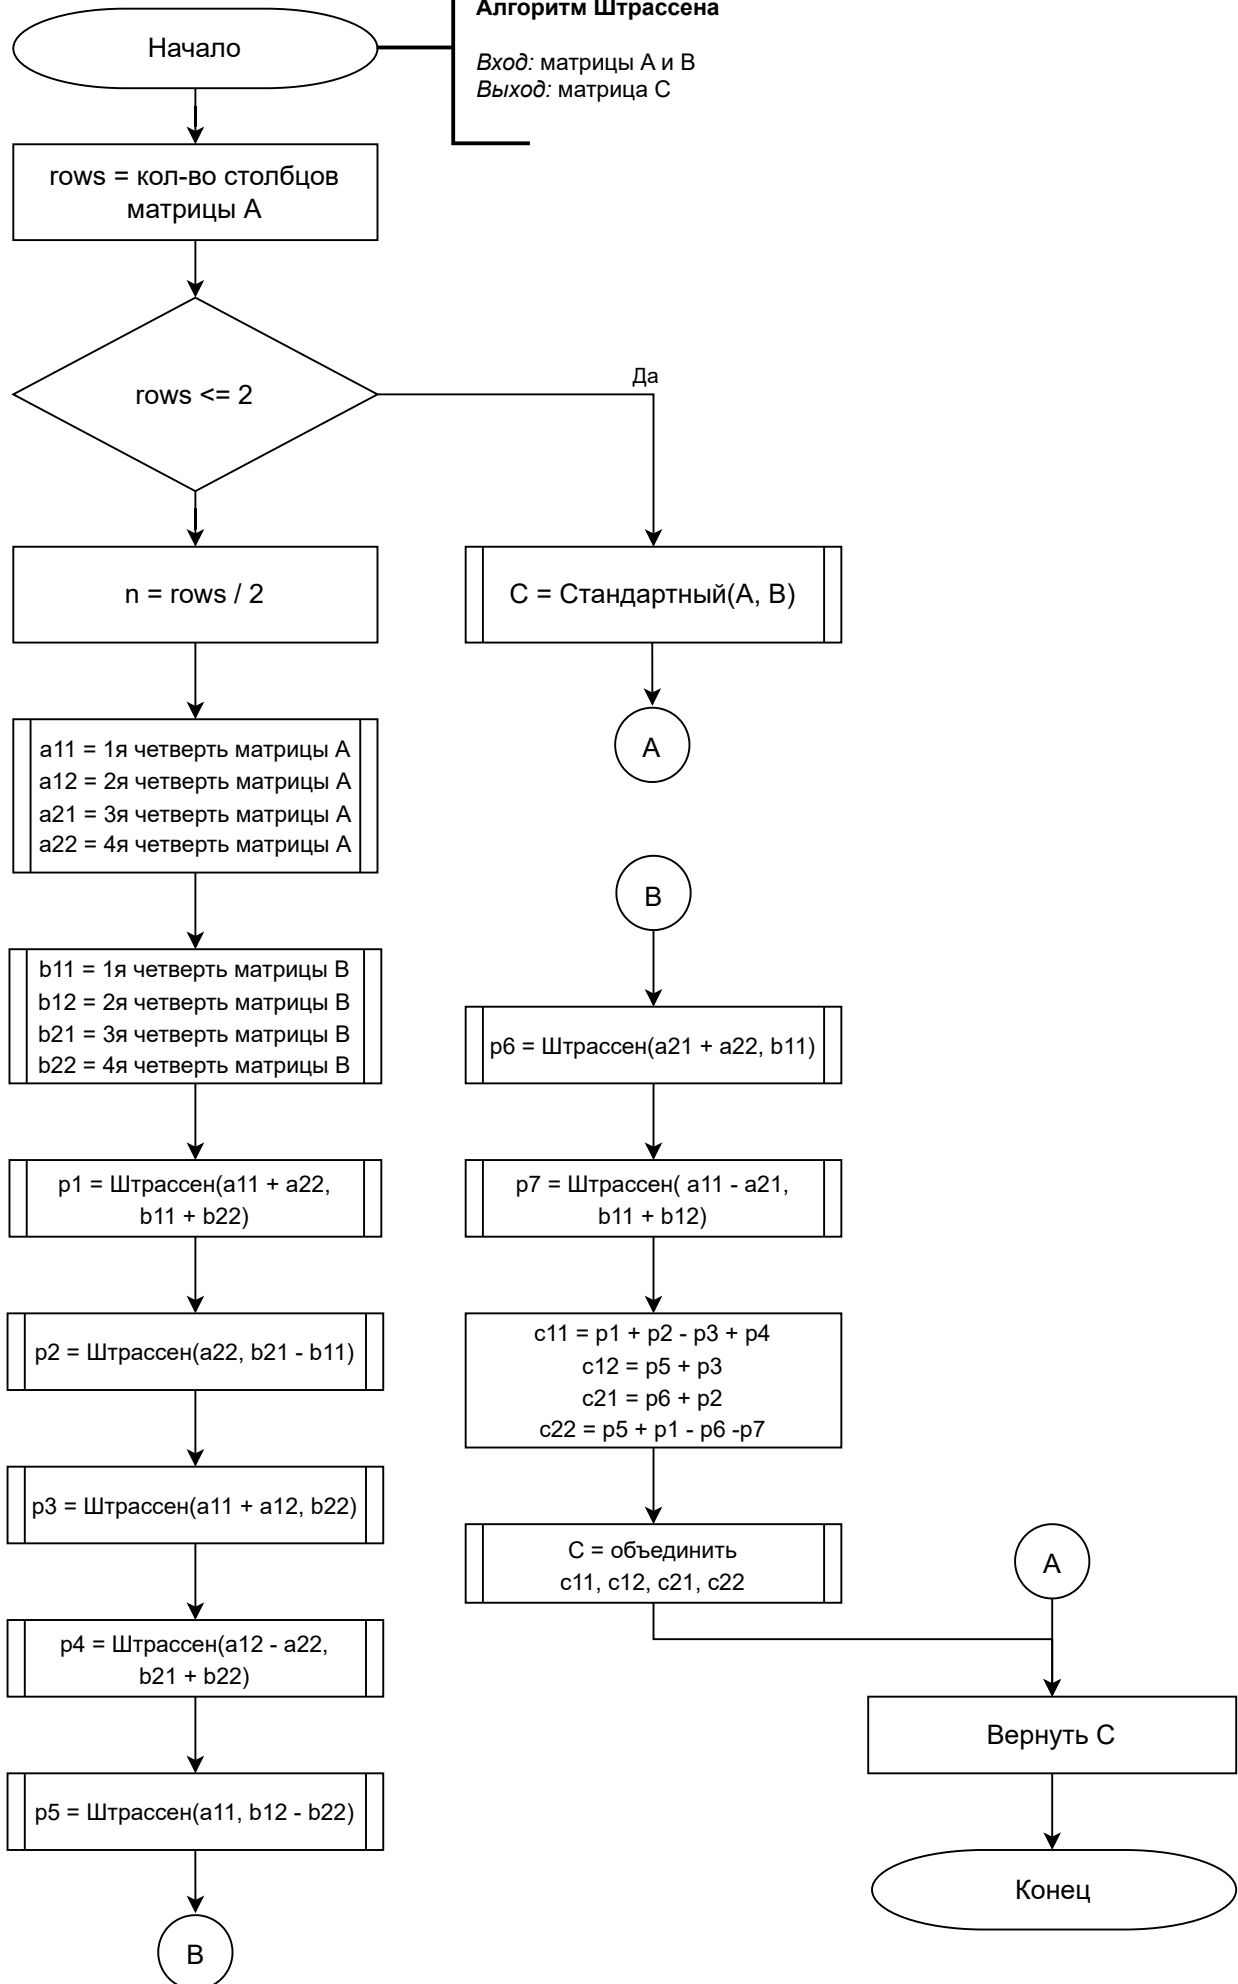 Алгоритм Штрассена
Начало
Вход: матрицы A и B
Выход: матрица C
rows = кол-во столбцов
матрицы A
rows <= 2
Да
n = rows / 2
C = Стандартный(A, B)
a11 = 1я четверть матрицы A
a12 = 2я четверть матрицы A
a21 = 3я четверть матрицы A
a22 = 4я четверть матрицы A
A
b11 = 1я четверть матрицы B
b12 = 2я четверть матрицы B
b21 = 3я четверть матрицы B
b22 = 4я четверть матрицы B
p1 = Штрассен(a11 + a22,
b11 + b22)
p2 = Штрассен(a22, b21 - b11)
p3 = Штрассен(a11 + a12, b22)
p4 = Штрассен(a12 - a22,
b21 + b22)
p5 = Штрассен(a11, b12 - b22)
B
B
p6 = Штрассен(a21 + a22, b11)
p7 = Штрассен( a11 - a21,
b11 + b12)
c11 = p1 + p2 - p3 + p4
c12 = p5 + p3
c21 = p6 + p2
c22 = p5 + p1 - p6 -p7
C = объединить
c11, c12, c21, c22
A
Вернуть C
Конец